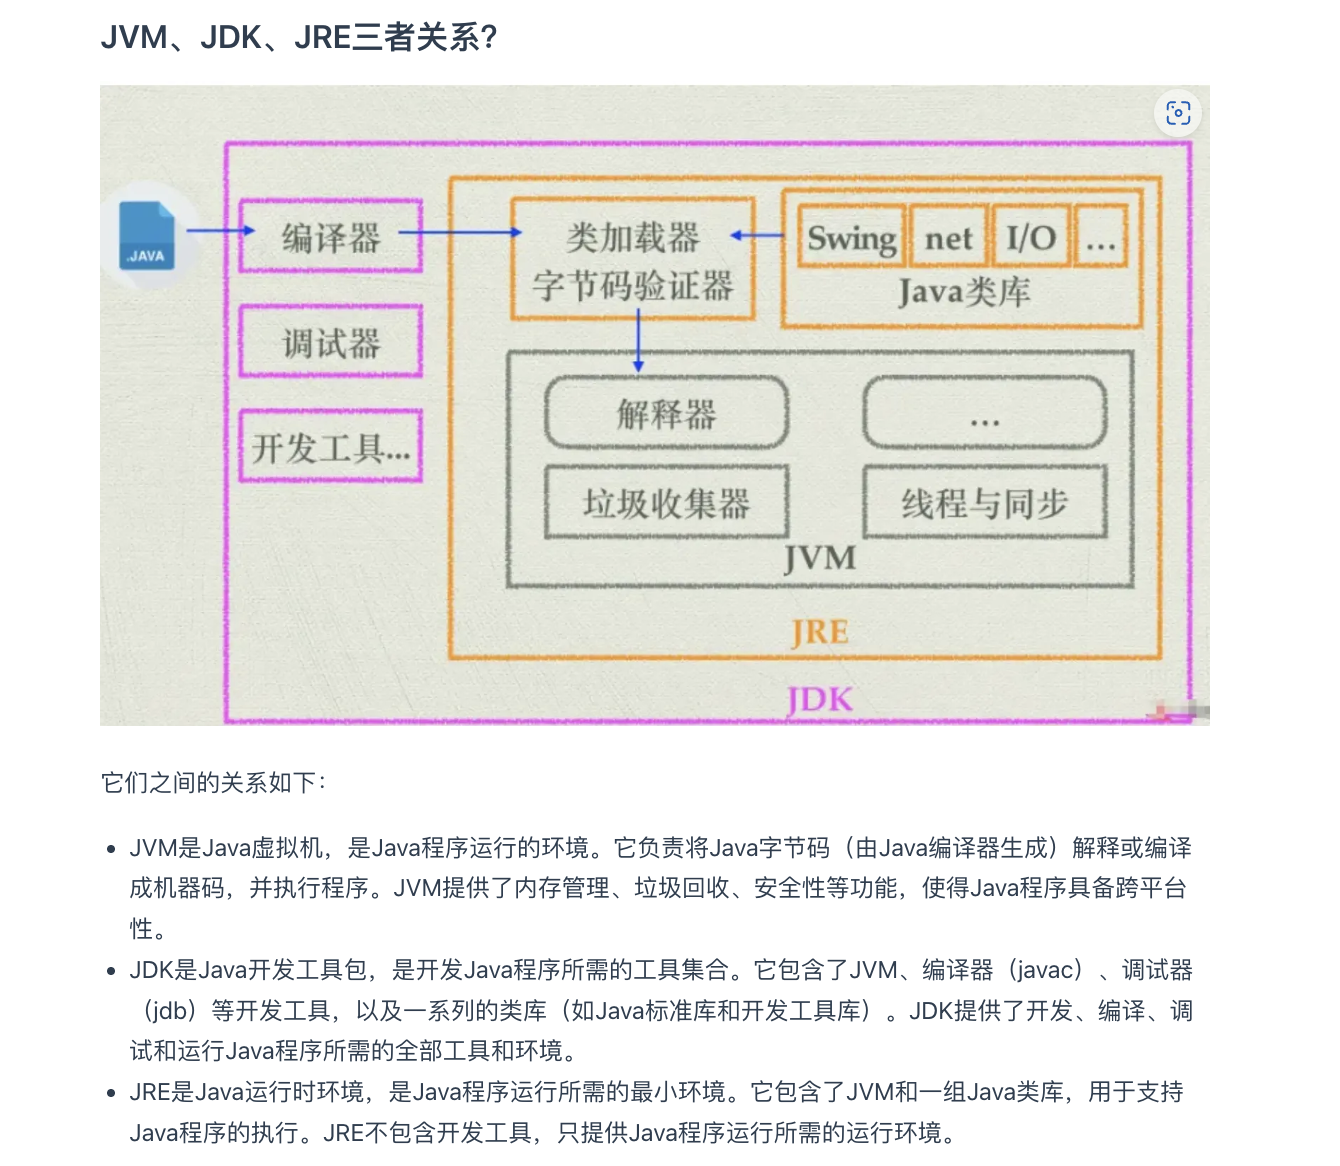 JVM、JDK、JRE三者关系?
.JAVA
编译器
调试器
开发工具...
类加载器
字节码验证器
Swing net I/O ...
Java类库
解释器
...
垃圾收集器
线程与同步
JVM
JRE
JDK
它们之间的关系如下：
• JVM是Java虚拟机，是Java程序运行的环境。它负责将Java字节码（由Java编译器生成）解释或编译
成机器码，并执行程序。JVM提供了内存管理、垃圾回收、安全性等功能，使得Java程序具备跨平台
性。
• JDK是Java开发工具包，是开发Java程序所需的工具集合。它包含了JVM、编译器（javac）、调试器
（jdb）等开发工具，以及一系列的类库（如Java标准库和开发工具库）。JDK提供了开发、编译、调
试和运行Java程序所需的全部工具和环境。
• JRE是Java运行时环境，是Java程序运行所需的最小环境。它包含了JVM和一组Java类库，用于支持
Java程序的执行。JRE不包含开发工具，只提供Java程序运行所需的运行环境。